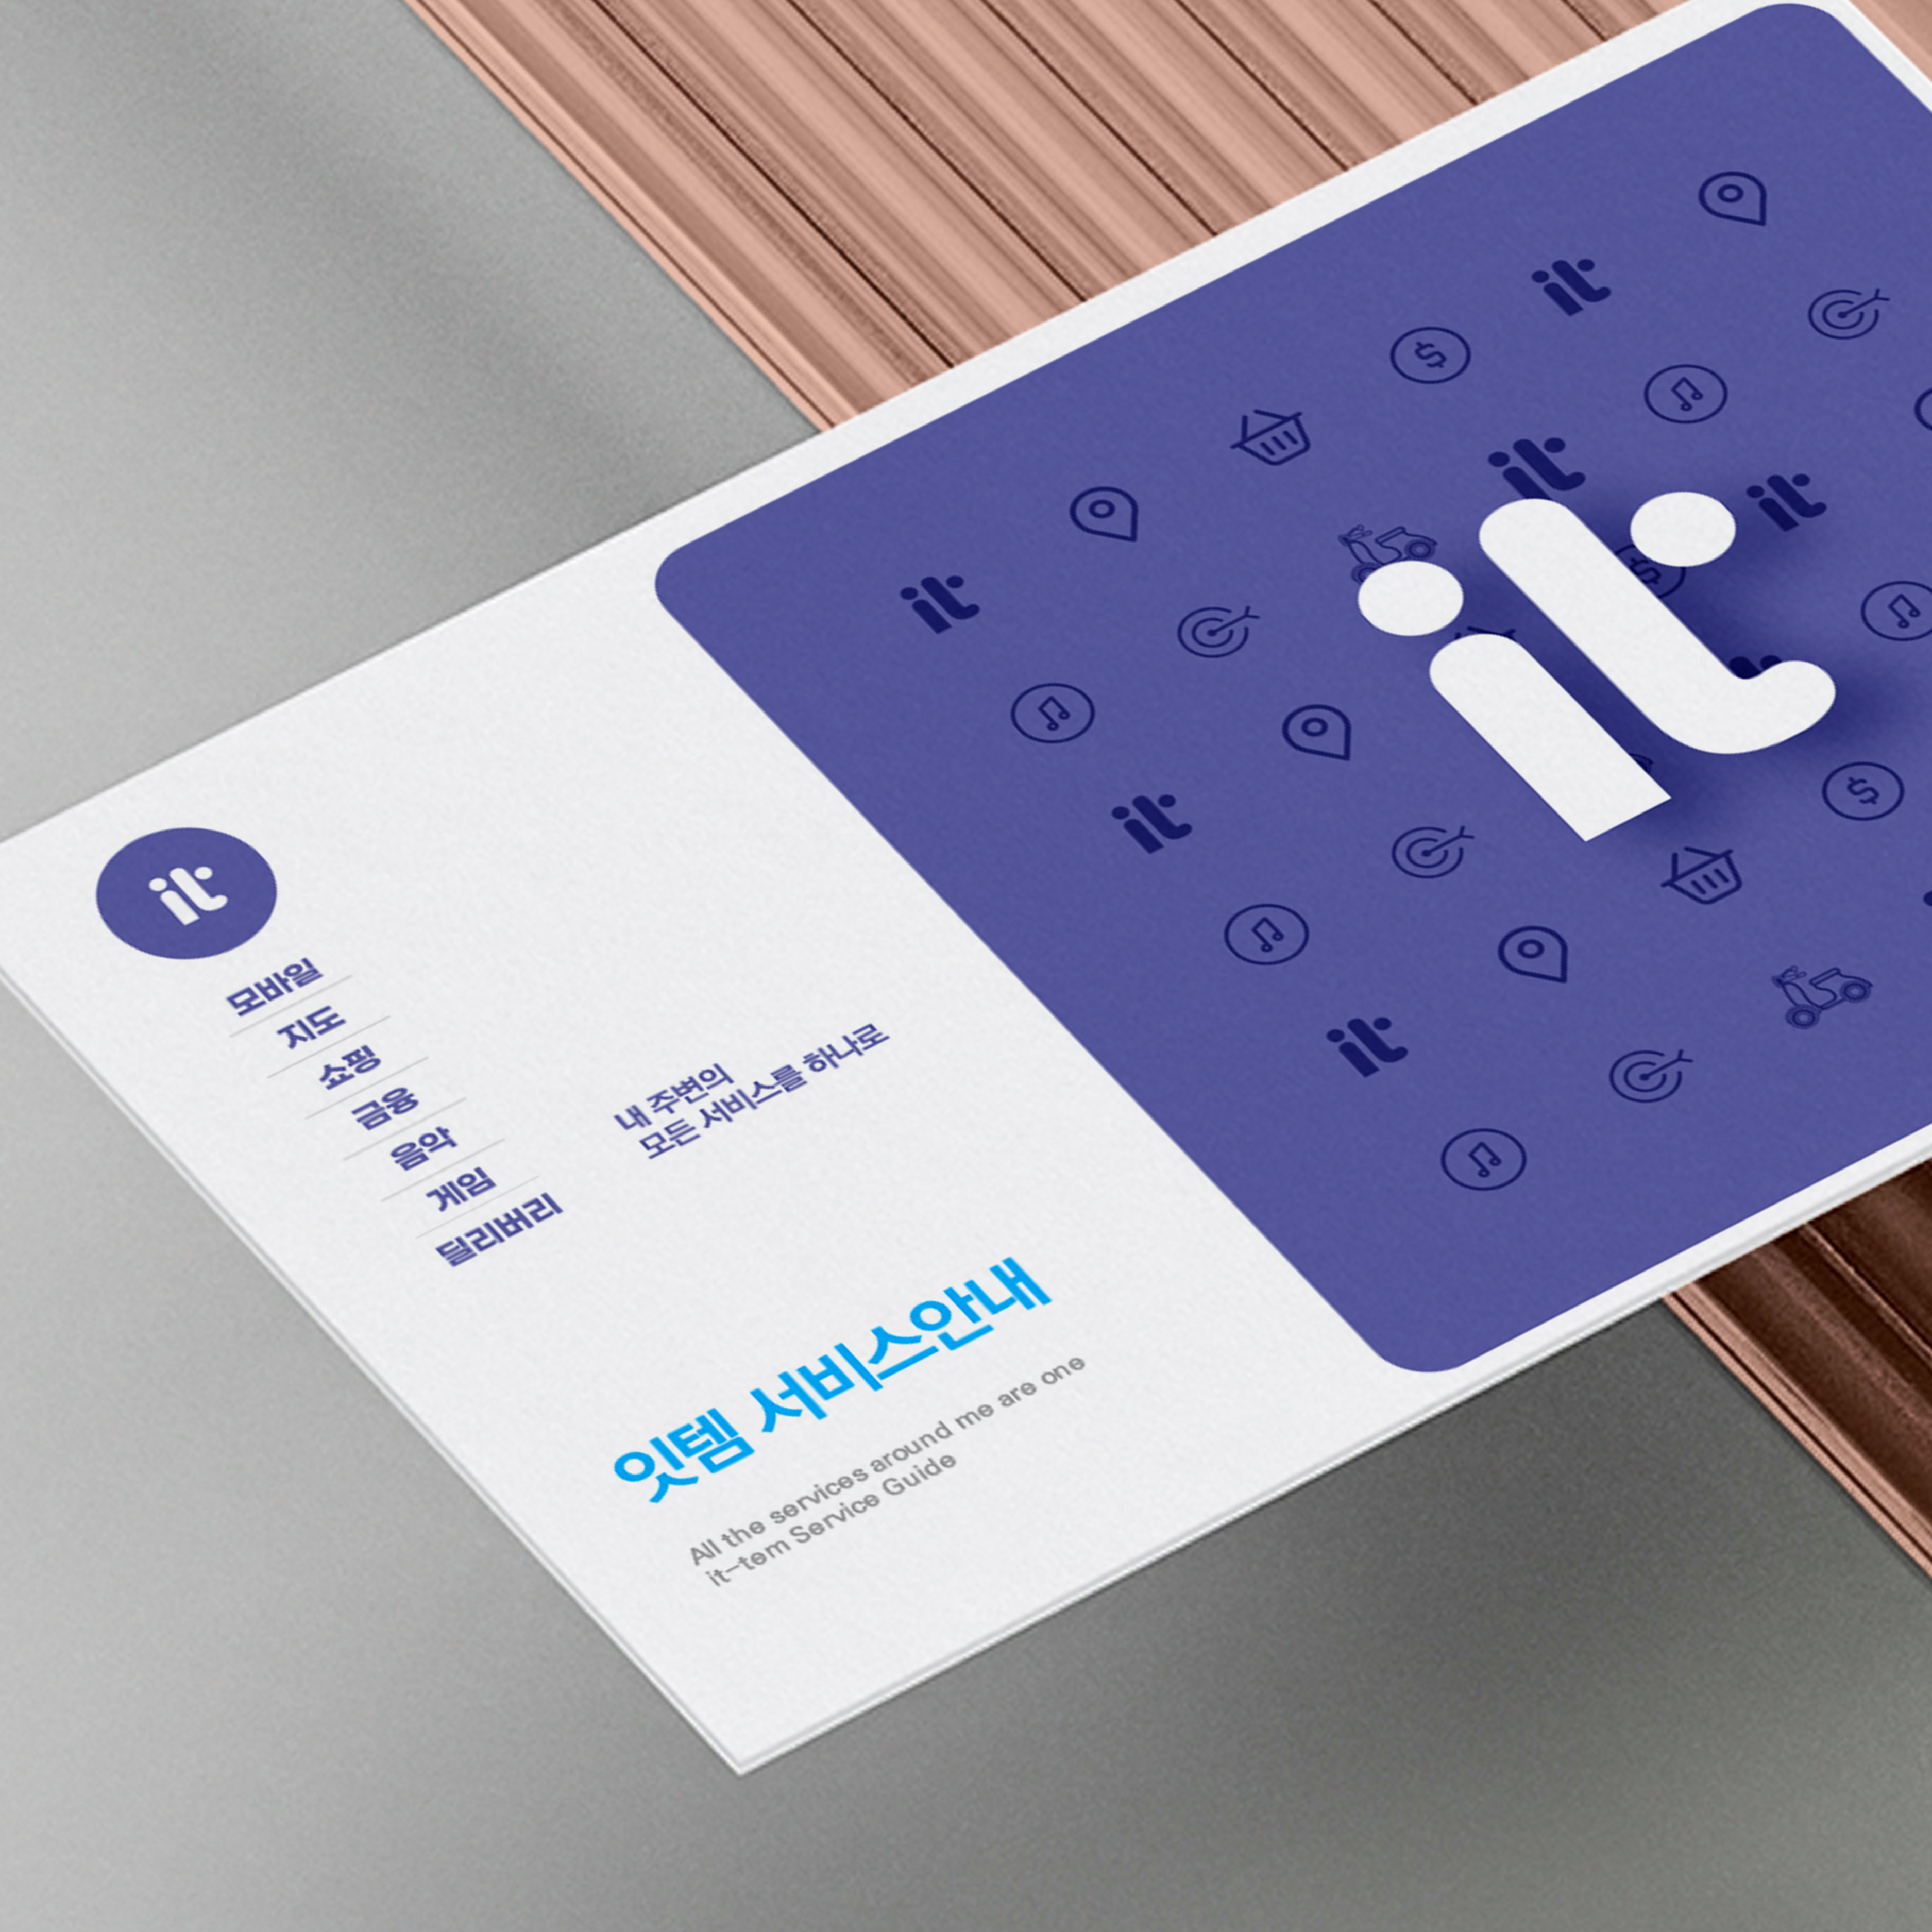 it
모바일
지도
쇼핑
금융
음악
게임
딜리버리
내 주변의
모든 서비스를 하나로
잇템 서비스안내
All the services around me are one
it-tem Service Guide
it